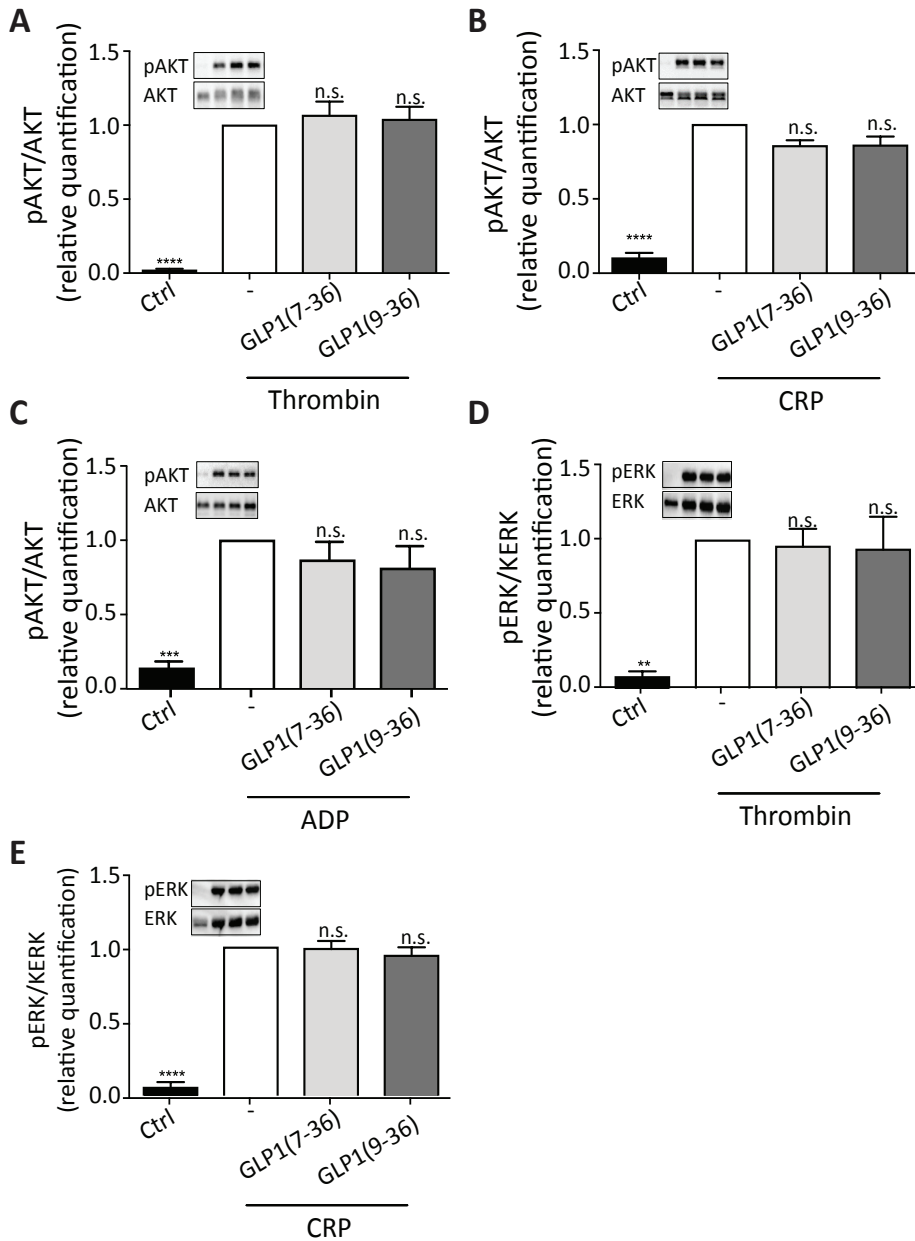 A
pAKT/AKT
(relative quantification)
1.5
1.0
0.5
0.0
pAKT
AKT
n.s.
n.s.
****
Ctrl
-
GLP1(7-36)
GLP1(9-36)
Thrombin
B
pAKT/AKT
(relative quantification)
1.5
1.0
0.5
0.0
pAKT
AKT
n.s.
n.s.
****
Ctrl
-
GLP1(7-36)
GLP1(9-36)
CRP
C
pAKT/AKT
(relative quantification)
1.5
1.0
0.5
0.0
pAKT
AKT
n.s.
n.s.
***
Ctrl
-
GLP1(7-36)
GLP1(9-36)
ADP
D
pERK/KERK
(relative quantification)
1.5
1.0
0.5
0.0
pERK
ERK
n.s.
n.s.
**
Ctrl
-
GLP1(7-36)
GLP1(9-36)
Thrombin
E
pERK/KERK
(relative quantification)
1.5
1.0
0.5
0.0
pERK
ERK
n.s.
n.s.
****
Ctrl
-
GLP1(7-36)
GLP1(9-36)
CRP